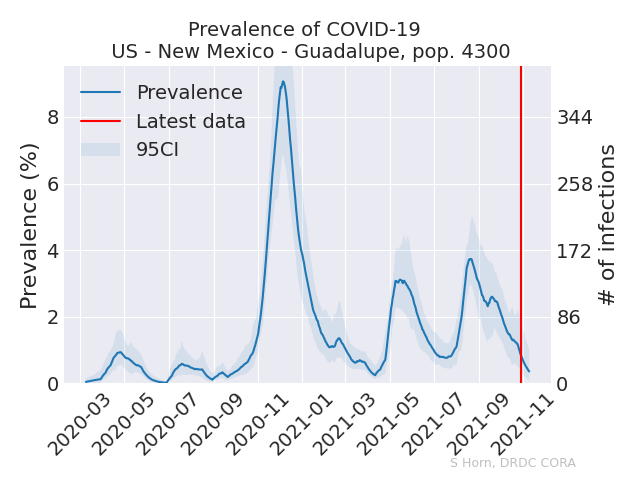 Prevalence of COVID-19
US - New Mexico - Guadalupe, pop. 4300
Prevalence
Latest data
95CI
Prevalence (%)
8
6
4
2
0
344
258
172
86
0
# of infections
2020-03
2020-05
2020-07
2020-09
2020-11
2021-01
2021-03
2021-05
2021-07
2021-09
2021-11
S Horn, DRDC CORA